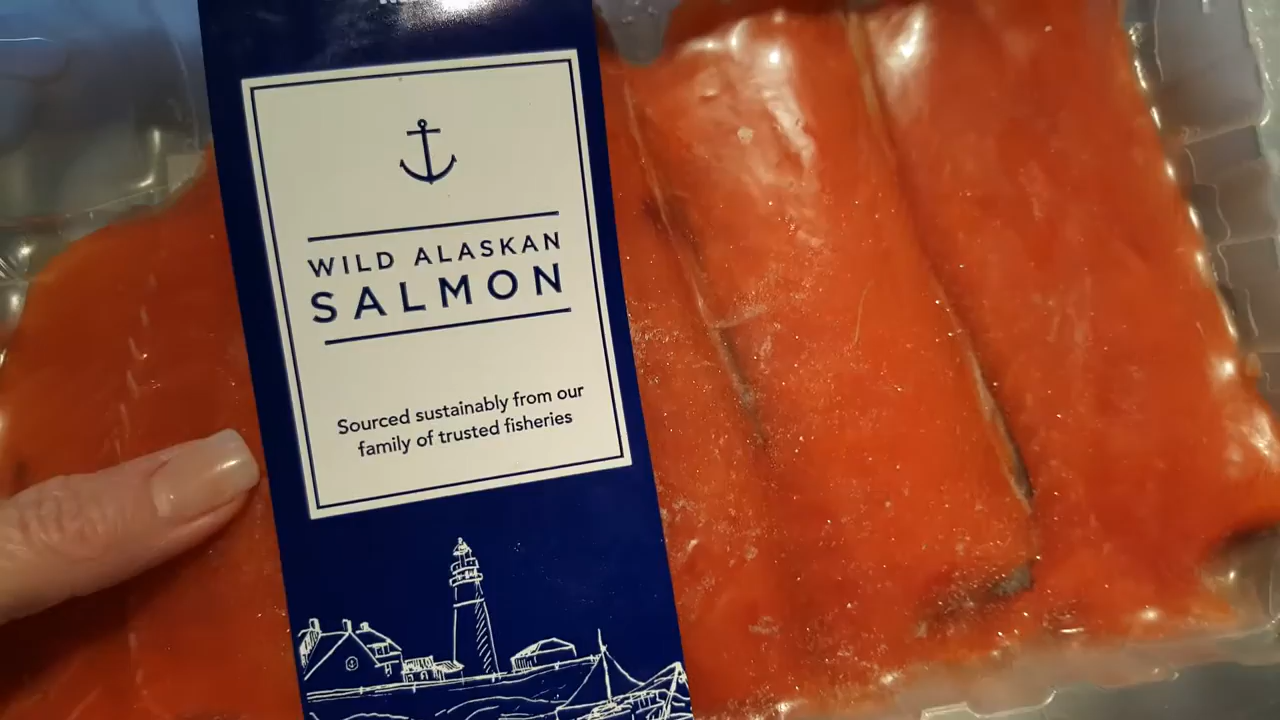 WILD ALASKAN
SALMON
Sourced sustainably from our
family of trusted fisheries